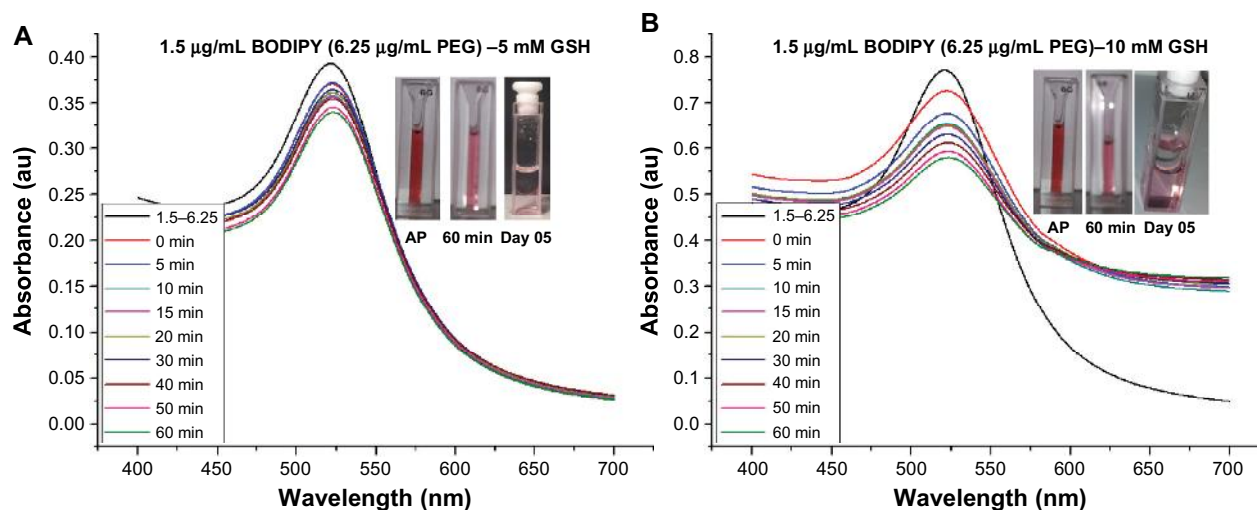 A
1.5 µg/mL BODIPY (6.25 µg/mL PEG) –5 mM GSH
Absorbance (au)
0.40
0.35
0.30
0.25
0.20
0.15
0.10
0.05
0.00
1.5–6.25
0 min
5 min
10 min
15 min
20 min
30 min
40 min
50 min
60 min
AP 60 min Day 05
400 450 500 550 600 650 700
Wavelength (nm)
B
1.5 µg/mL BODIPY (6.25 µg/mL PEG)–10 mM GSH
Absorbance (au)
0.8
0.7
0.6
0.5
0.4
0.3
0.2
0.1
0.0
1.5–6.25
0 min
5 min
10 min
15 min
20 min
30 min
40 min
50 min
60 min
AP 60 min Day 05
400 450 500 550 600 650 700
Wavelength (nm)